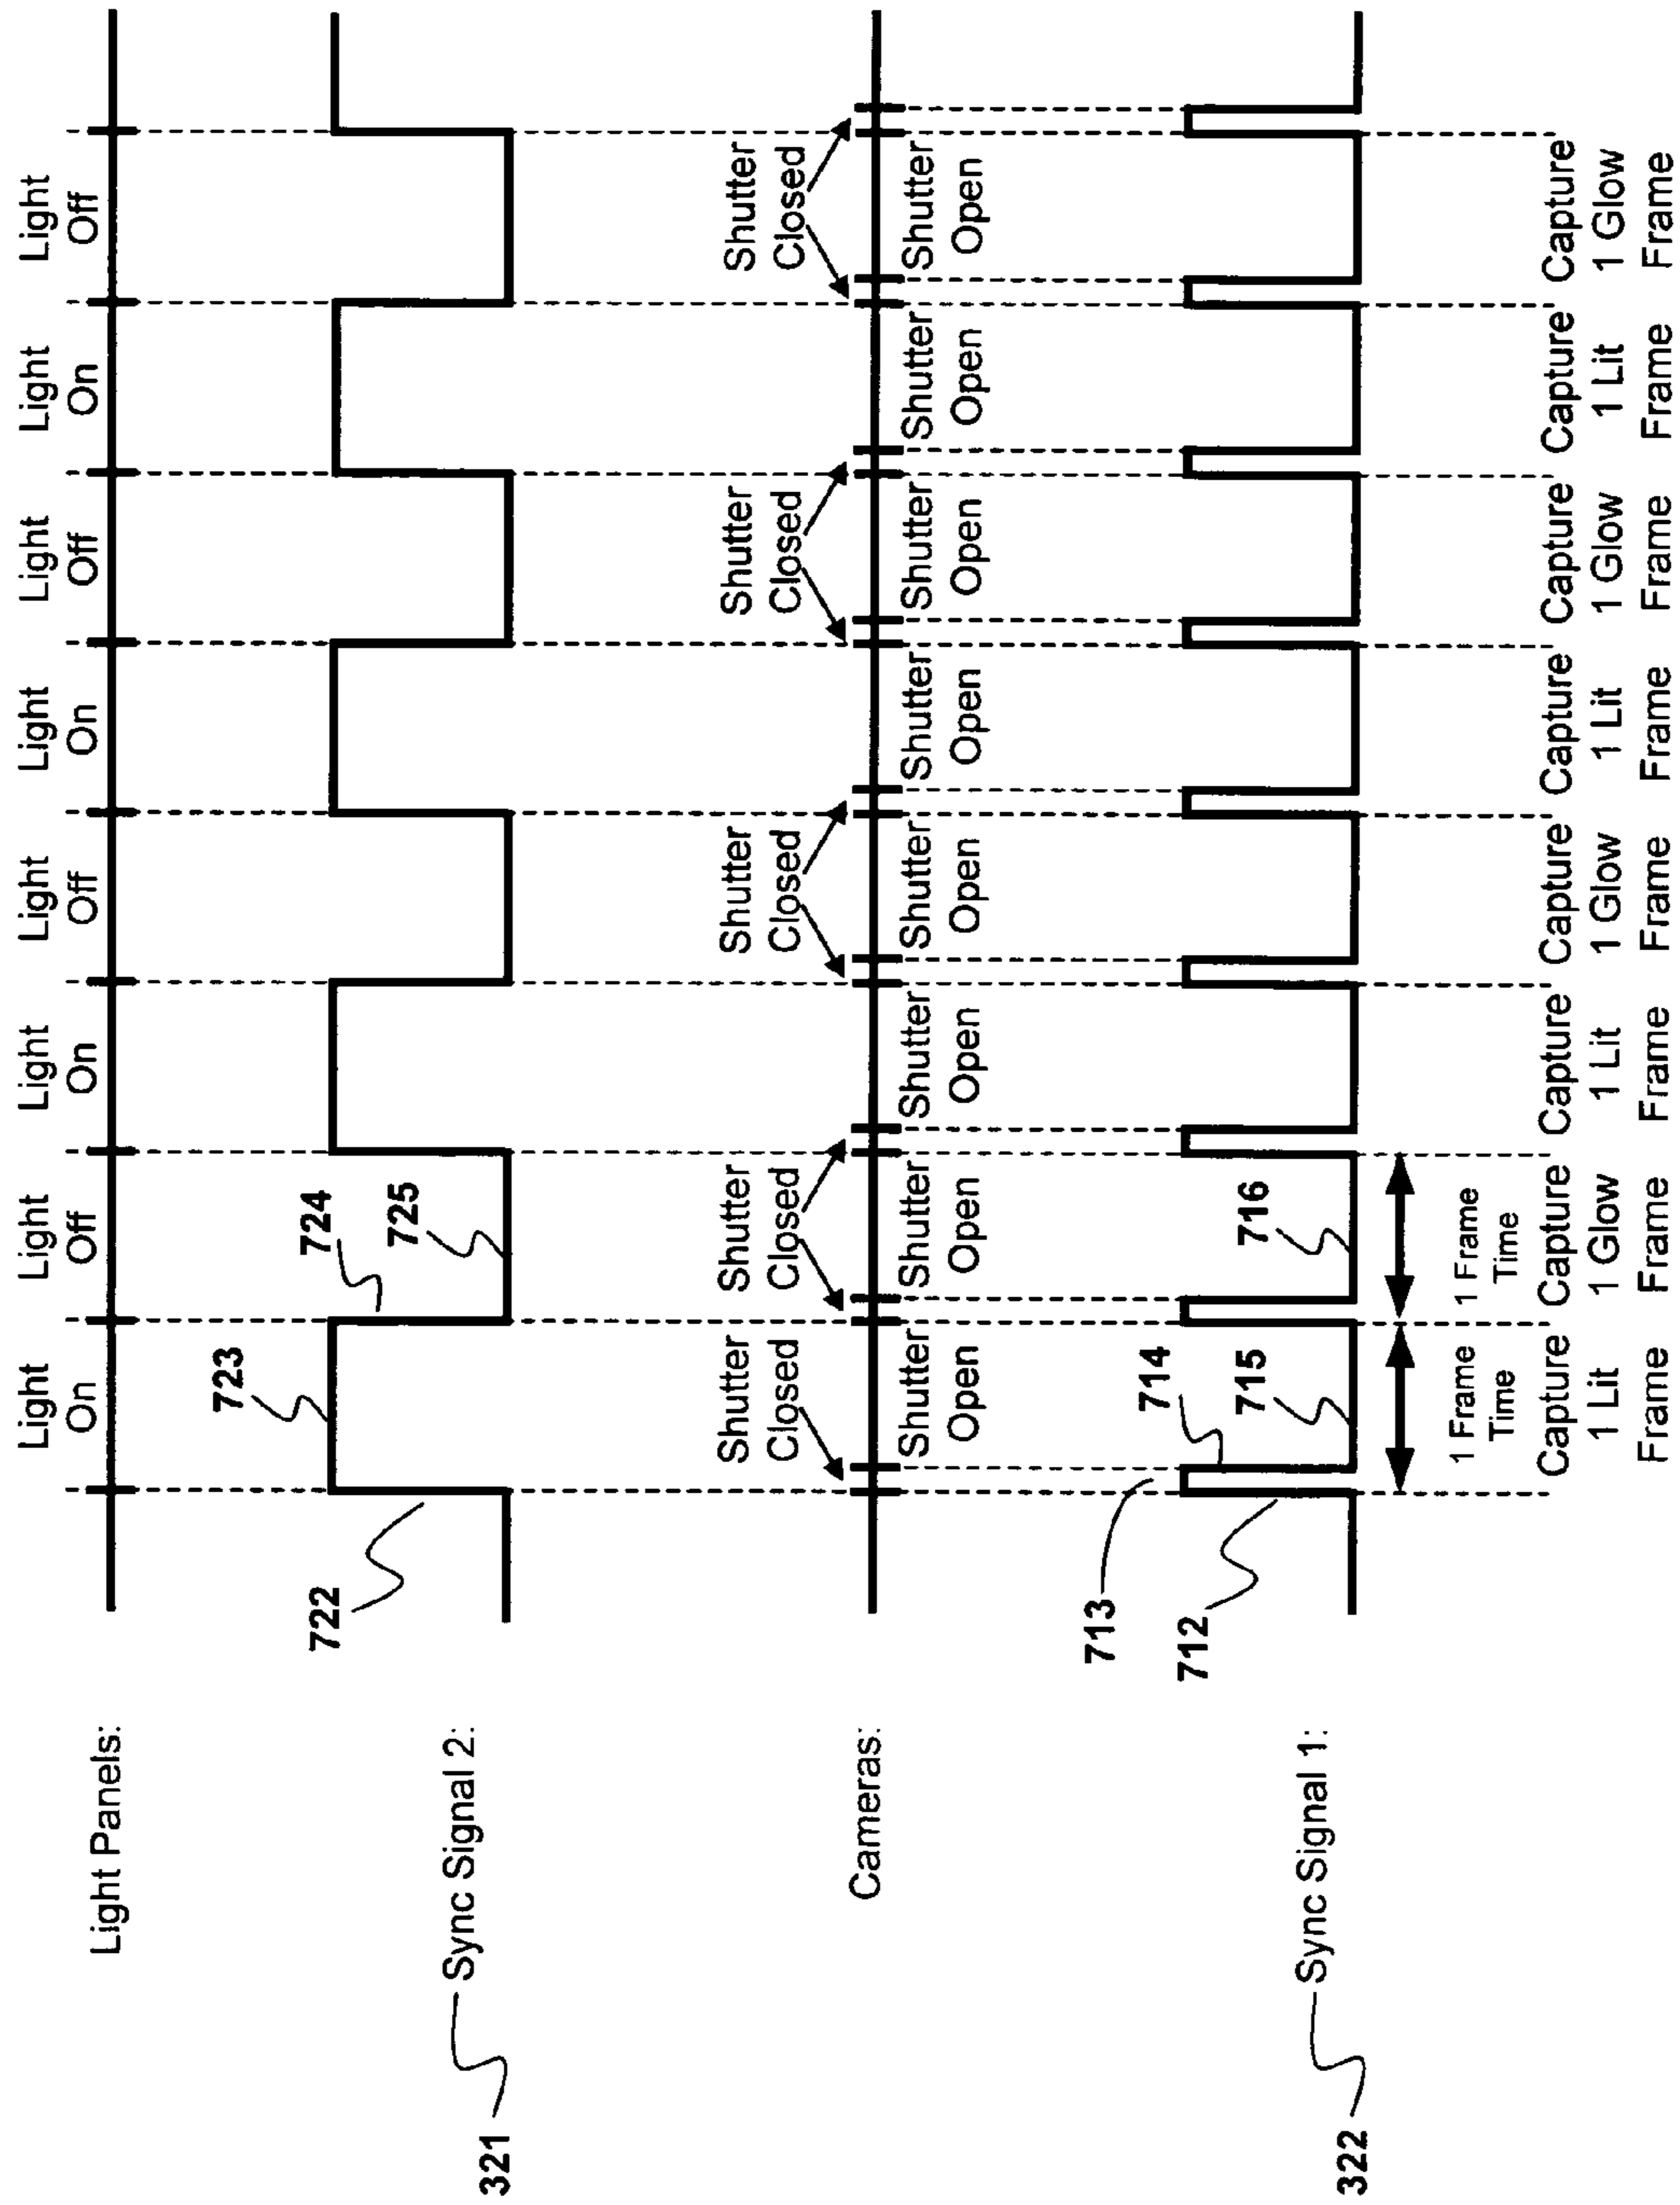 Light Panels:
Light
On
Light
Off
Light
On
Light
Off
Light
On
Light
Off
Light
On
Light
Off
321
Sync Signal 2:
722
723
724
725
Cameras:
Shutter
Closed
Shutter
Closed
Shutter
Closed
Shutter
Closed
Shutter
Closed
Shutter
Open
Shutter
Open
Shutter
Open
Shutter
Open
Shutter
Open
Shutter
Open
Shutter
Open
Shutter
Open
322
Sync Signal 1:
713
712
714
715
716
1 Frame
Time
1 Frame
Time
Capture
1 Lit
Frame
Capture
1 Glow
Frame
Capture
1 Lit
Frame
Capture
1 Glow
Frame
Capture
1 Lit
Frame
Capture
1 Glow
Frame
Capture
1 Lit
Frame
Capture
1 Glow
Frame